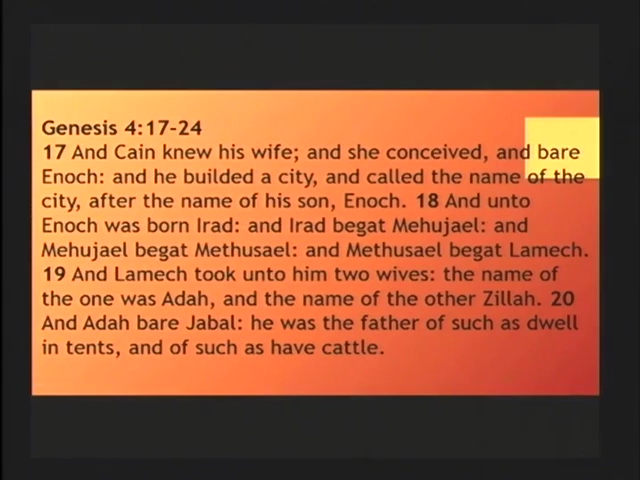 Genesis 4:17-24
17 And Cain knew his wife; and she conceived, and bare
Enoch: and he builded a city, and called the name of the
city, after the name of his son, Enoch. 18 And unto
Enoch was born Irad: and Irad begat Mehujael: and
Mehujael begat Methusael: and Methusael begat Lamech.
19 And Lamech took unto him two wives: the name of
the one was Adah, and the name of the other Zillah. 20
And Adah bare Jabal: he was the father of such as dwell
in tents, and of such as have cattle.